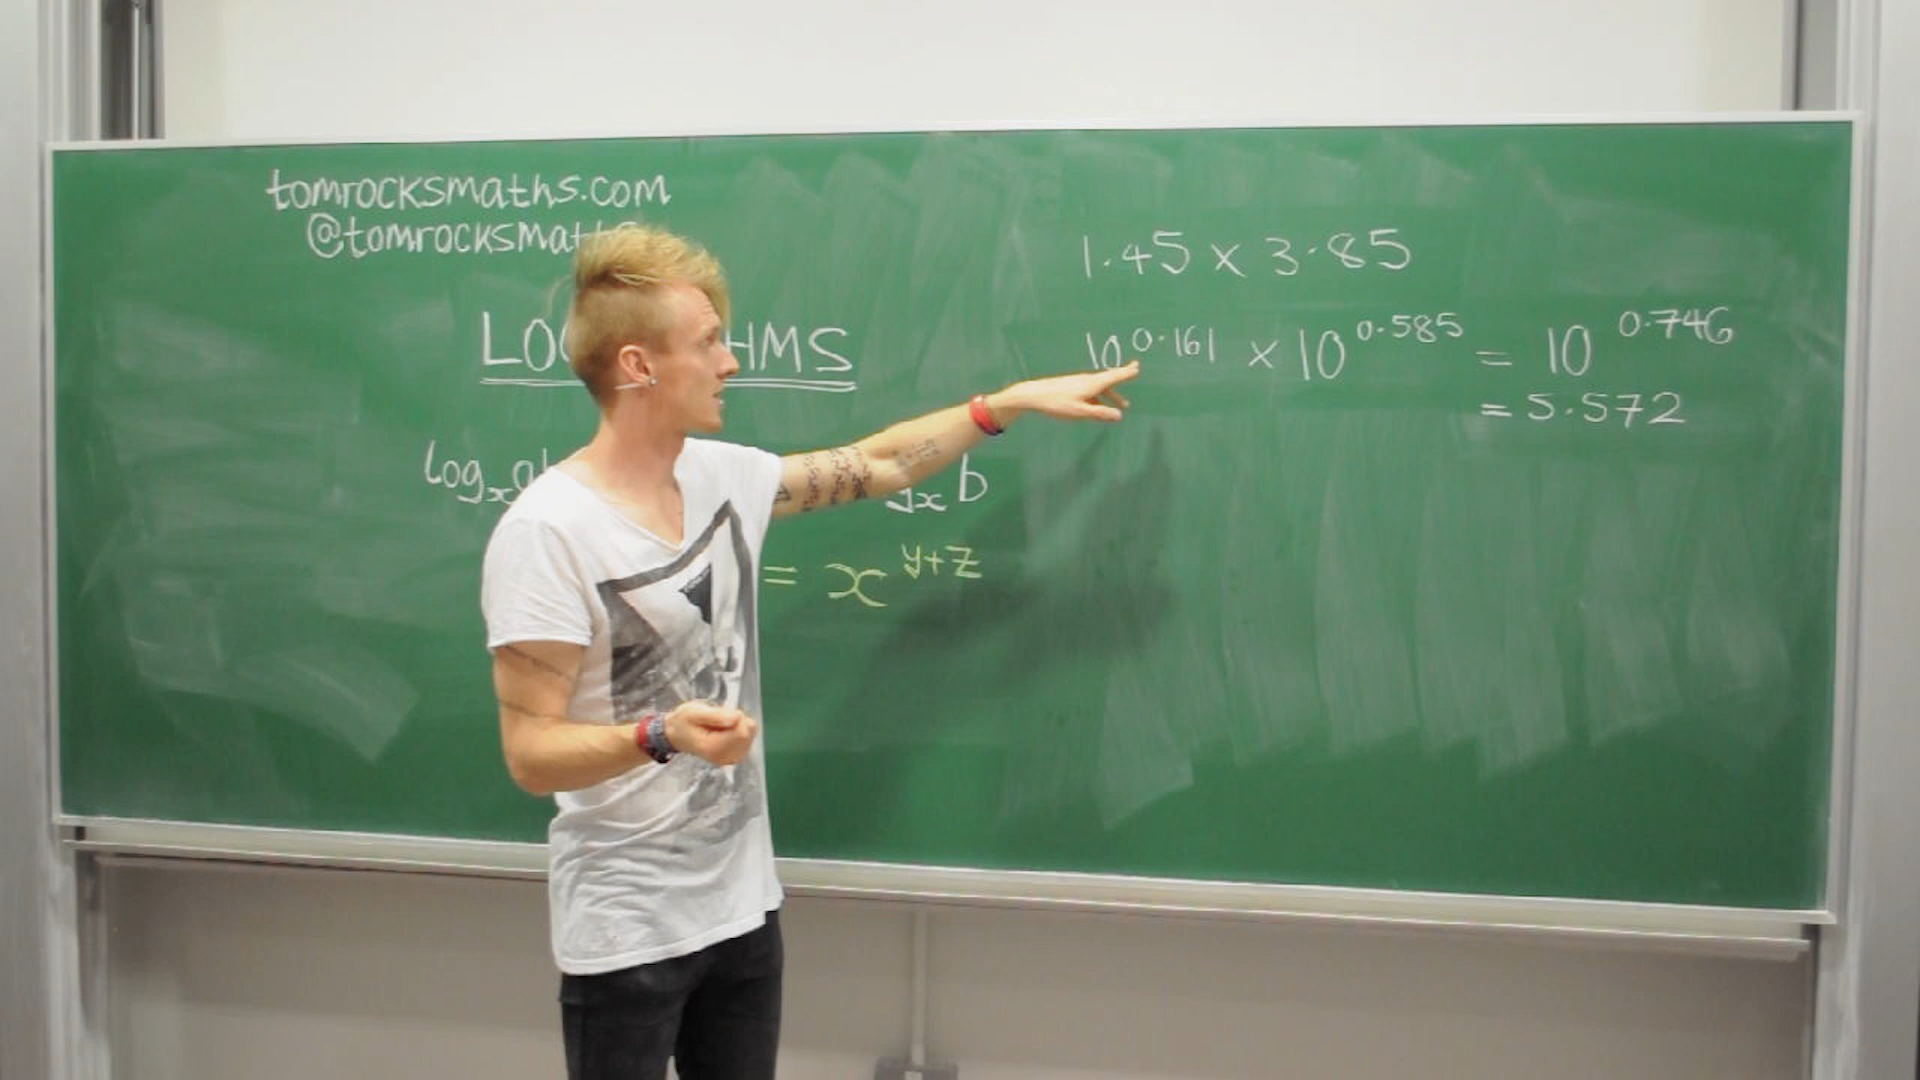 tomrocksmaths.com
@tomrocksmaths
LOGARITHMS
log_x b
= x^{y+z}
1.45 x 3.85
10^{0.161} x 10^{0.585} = 10^{0.746}
= 5.572